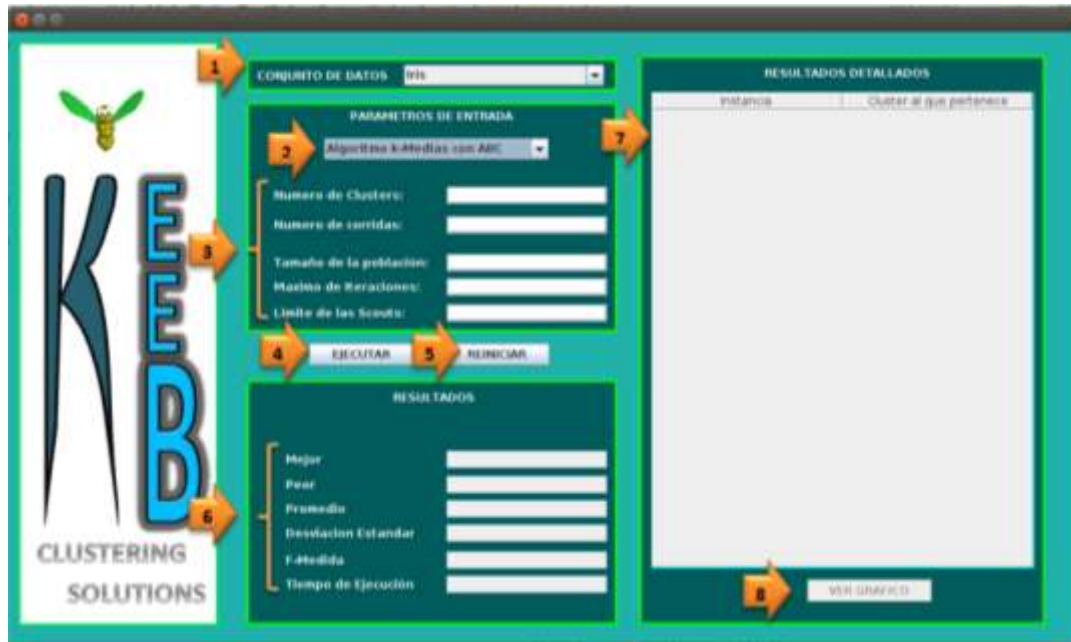 1
CONJUNTO DE DATOS
Iris
PARAMETROS DE ENTRADA
2
Algoritmo k-Medias con ABC
3
Numero de Clusters:
Numero de corridas:
Tamaño de la población:
Maximo de Iteraciones:
Limite de las Scouts:
4
EJECUTAR
5
REINICIAR
RESULTADOS
6
Mejor
Peor
Promedio
Desviacion Estandar
F-Medida
Tiempo de Ejecución
RESULTADOS DETALLADOS
7
Instancia
Cluster al que pertenece
8
VER GRAFICO
K EEB
CLUSTERING
SOLUTIONS